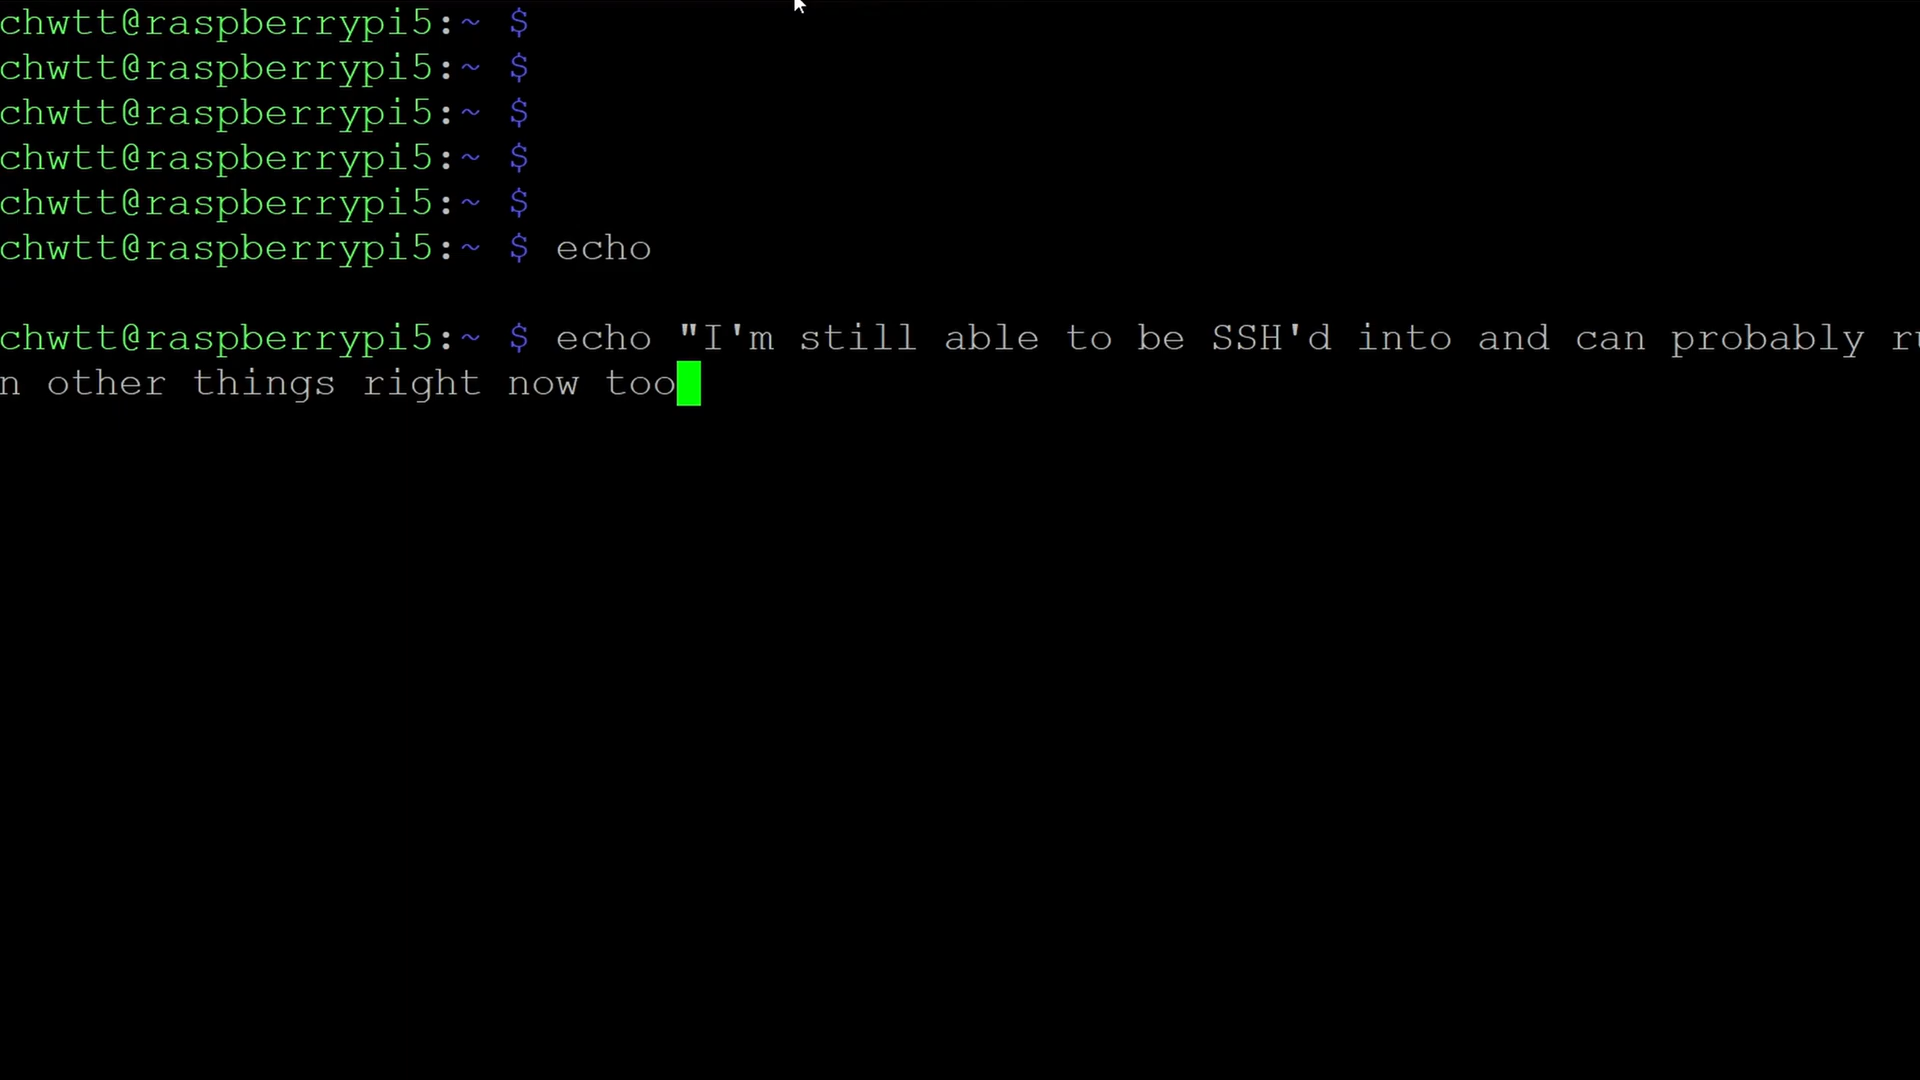 chwtt@raspberrypi5:~ $
chwtt@raspberrypi5:~ $
chwtt@raspberrypi5:~ $
chwtt@raspberrypi5:~ $
chwtt@raspberrypi5:~ $
chwtt@raspberrypi5:~ $ echo
chwtt@raspberrypi5:~ $ echo "I'm still able to be SSH'd into and can probably ru
n other things right now too